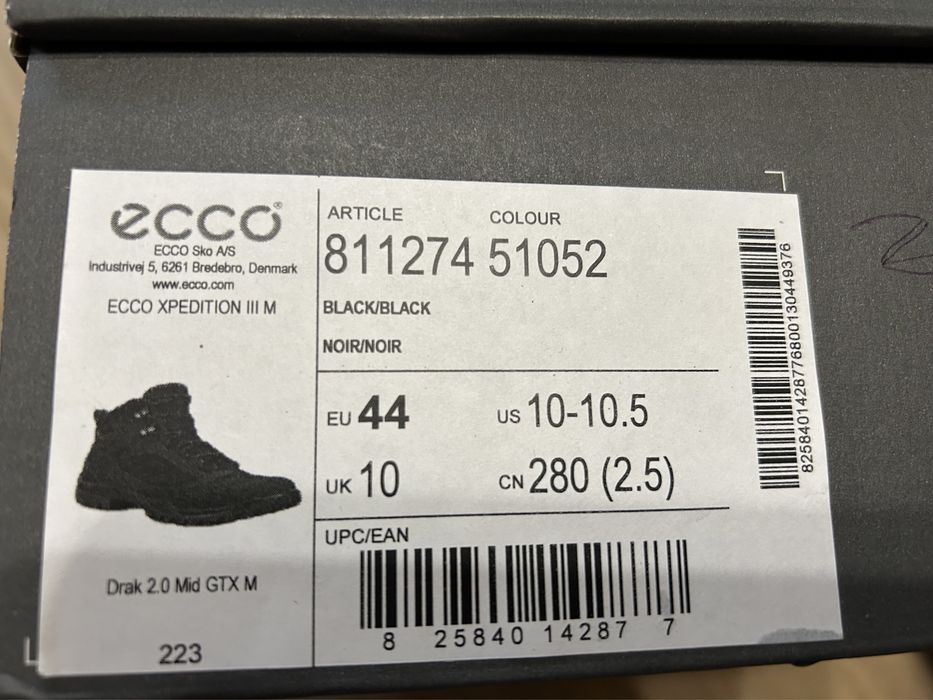 ecco®
ECCO Sko A/S
Industrivej 5, 6261 Bredebro, Denmark
www.ecco.com
ECCO XPEDITION III M
Drak 2.0 Mid GTX M
223
ARTICLE COLOUR
811274 51052
BLACK/BLACK
NOIR/NOIR
EU 44 US 10-10.5
UK 10 CN 280 (2.5)
UPC/EAN
8 25840 14287 7
8258401428776800130449376